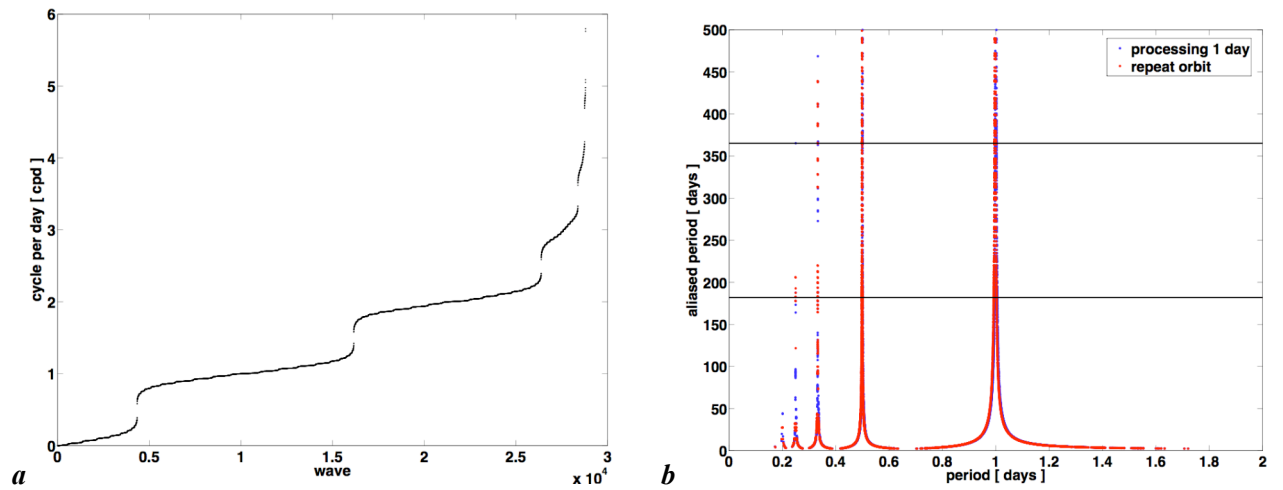 6
5
4
3
2
1
0
cycle per day [ cpd ]
0 0.5 1 1.5 2 2.5 3
wave
x 10^4
a
500
450
400
350
300
250
200
150
100
50
0
aliased period [ days ]
processing 1 day
repeat orbit
0 0.2 0.4 0.6 0.8 1.0 1.2 1.4 1.6 1.8 2
period [ days ]
b